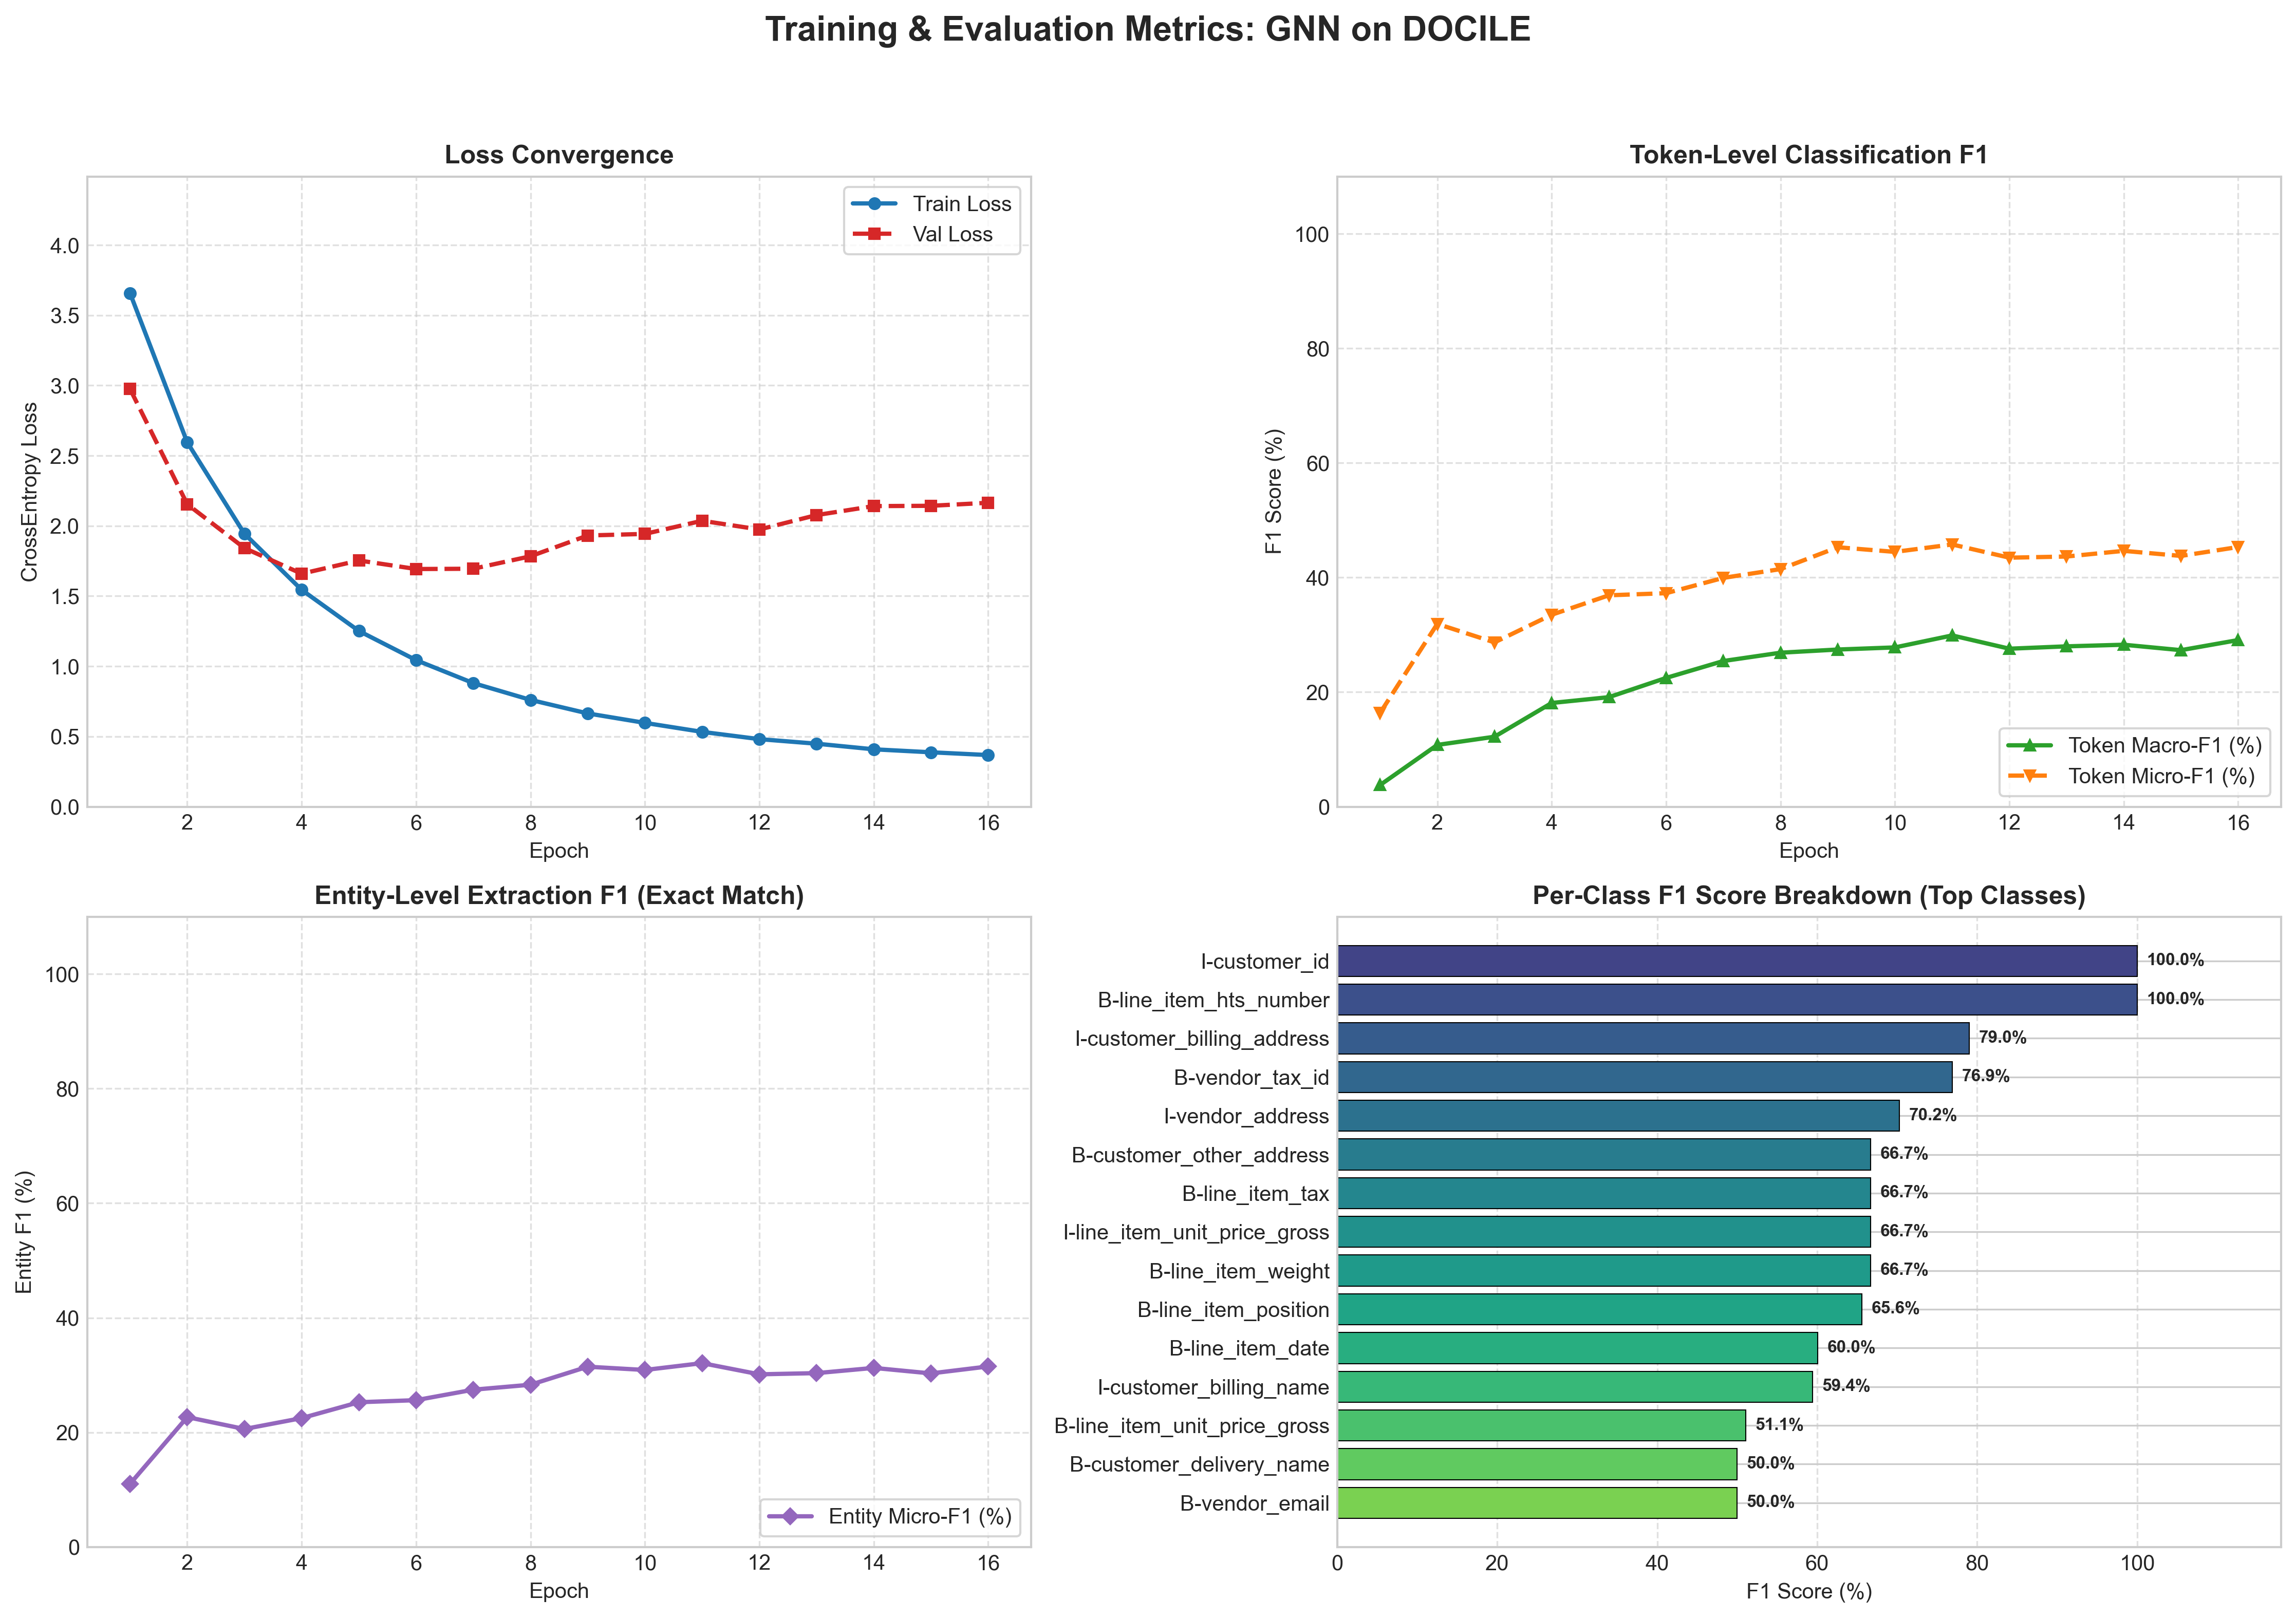 Training & Evaluation Metrics: GNN on DOCILE
Loss Convergence
Train Loss
Val Loss
CrossEntropy Loss
4.0
3.5
3.0
2.5
2.0
1.5
1.0
0.5
0.0
2 4 6 8 10 12 14 16
Epoch
Token-Level Classification F1
F1 Score (%)
100
80
60
40
20
0
Token Macro-F1 (%)
Token Micro-F1 (%)
2 4 6 8 10 12 14 16
Epoch
Entity-Level Extraction F1 (Exact Match)
Entity F1 (%)
100
80
60
40
20
0
Entity Micro-F1 (%)
2 4 6 8 10 12 14 16
Epoch
Per-Class F1 Score Breakdown (Top Classes)
I-customer_id 100.0%
B-line_item_hts_number 100.0%
I-customer_billing_address 79.0%
B-vendor_tax_id 76.9%
I-vendor_address 70.2%
B-customer_other_address 66.7%
B-line_item_tax 66.7%
I-line_item_unit_price_gross 66.7%
B-line_item_weight 66.7%
B-line_item_position 65.6%
B-line_item_date 60.0%
I-customer_billing_name 59.4%
B-line_item_unit_price_gross 51.1%
B-customer_delivery_name 50.0%
B-vendor_email 50.0%
0 20 40 60 80 100
F1 Score (%)